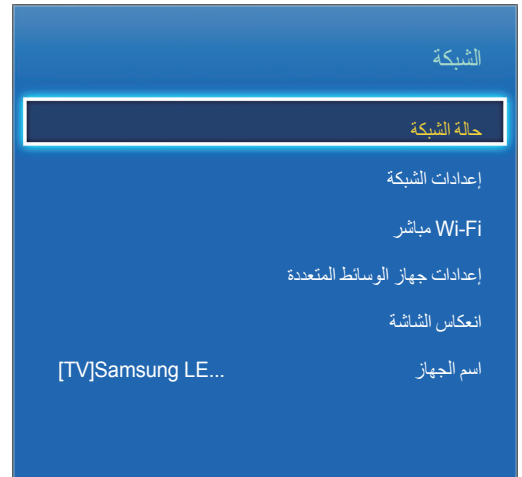 الشبكة
حالة الشبكة
إعدادات الشبكة
Wi-Fi مباشر
إعدادات جهاز الوسائط المتعددة
انعكاس الشاشة
اسم الجهاز [TV]Samsung LE...